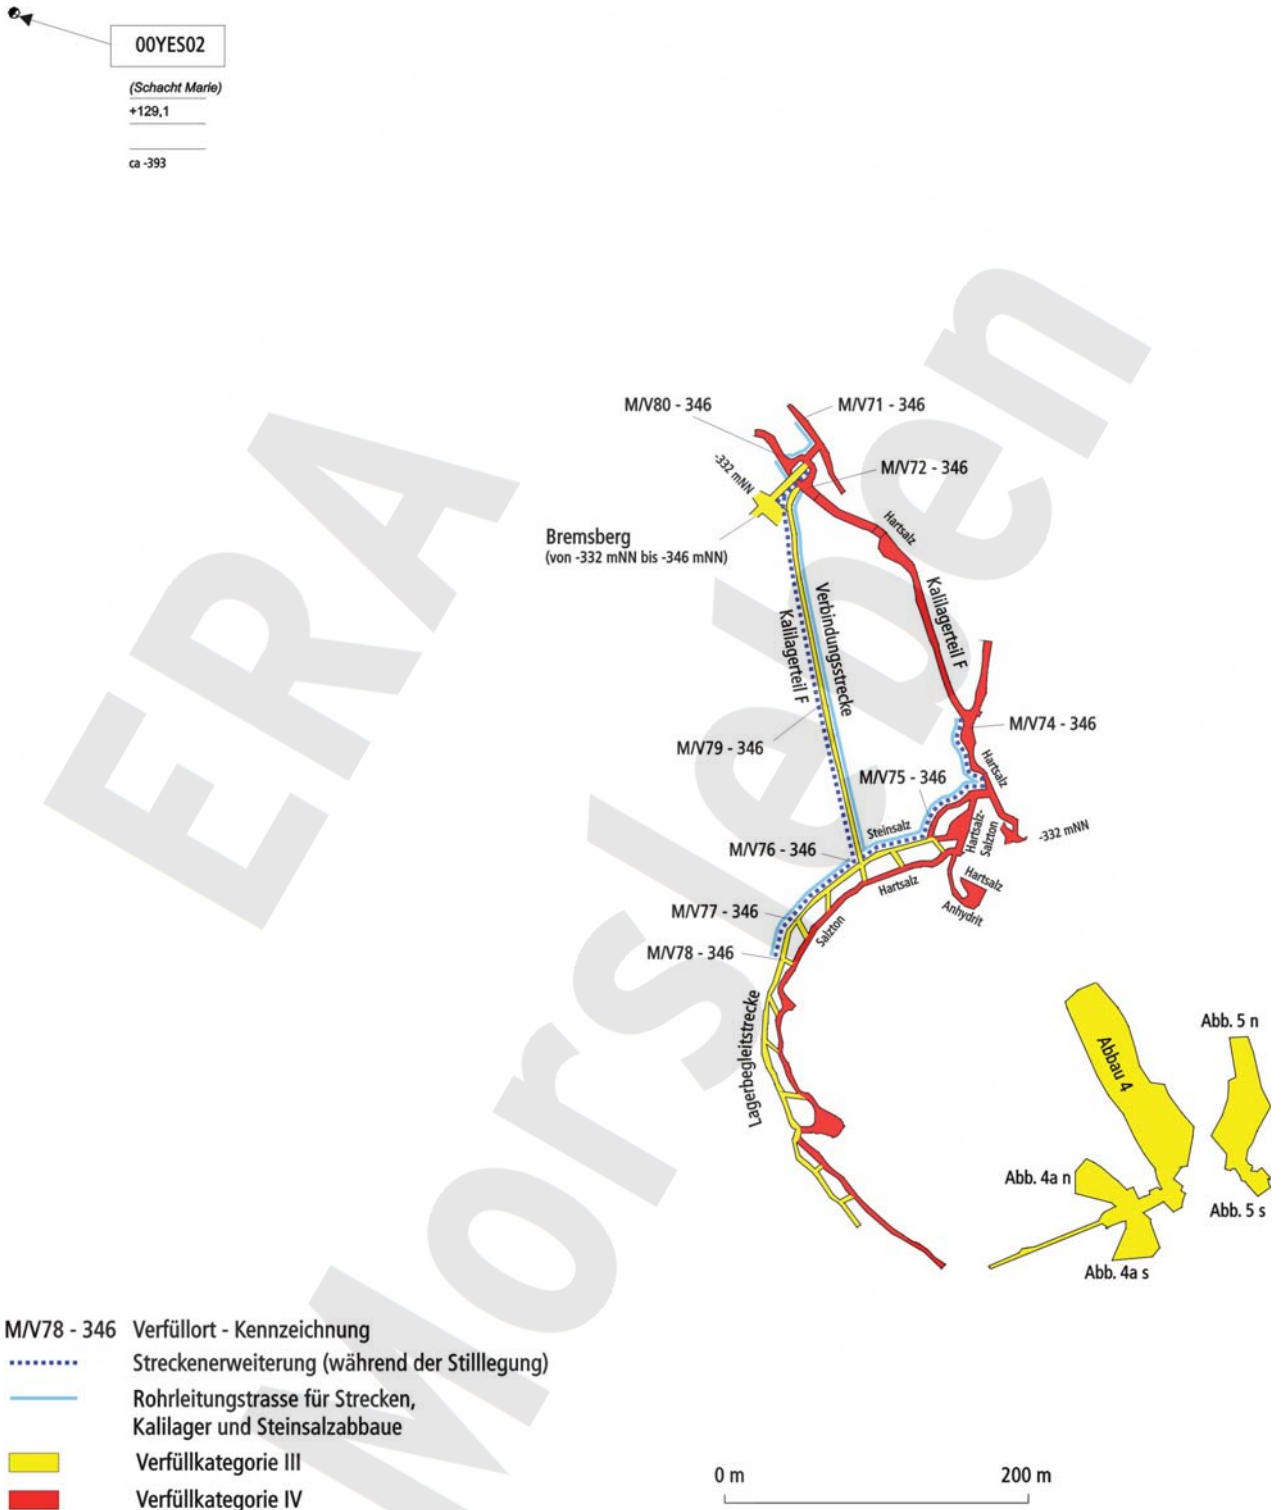 00YES02
(Schacht Marie)
+129,1
ca -393
M/V80 - 346
M/V71 - 346
-332 mNN
M/V72 - 346
Bremsberg
(von -332 mNN bis -346 mNN)
Hartsalz
Verbindungsstrecke
Kalilagerteil F
Kalilagerteil F
M/V79 - 346
M/V74 - 346
Hartsalz
M/V75 - 346
Steinsalz
Hartsalz-
Salzton
-332 mNN
M/V76 - 346
Hartsalz
Hartsalz
Anhydrit
M/V77 - 346
Salzton
M/V78 - 346
Lagerbegleitstrecke
Abbau 4
Abb. 5 n
Abb. 4a n
Abb. 5 s
Abb. 4a s
M/V78 - 346 Verfüllort - Kennzeichnung
Streckenerweiterung (während der Stilllegung)
Rohrleitungstrasse für Strecken,
Kalilager und Steinsalzabbaue
Verfüllkategorie III
Verfüllkategorie IV
0 m 200 m
ERA
Morsleben